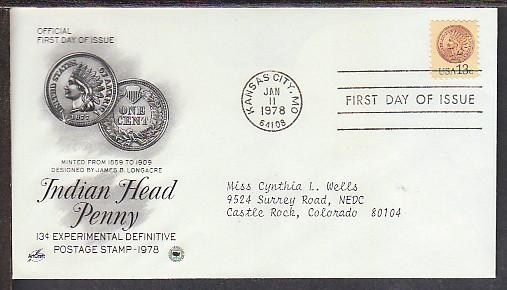 OFFICIAL
FIRST DAY OF ISSUE
UNITED STATES OF AMERICA
1877
ONE
CENT
MINTED FROM 1859 TO 1909
DESIGNED BY JAMES B. LONGACRE
Indian Head
Penny
13¢ EXPERIMENTAL DEFINITIVE
POSTAGE STAMP-1978
ArtCraft
KANSAS CITY, MO
JAN
11
1978
64108
USA 13c
FIRST DAY OF ISSUE
Miss Cynthia L. Wells
9524 Surrey Road, NEDC
Castle Rock, Colorado 80104